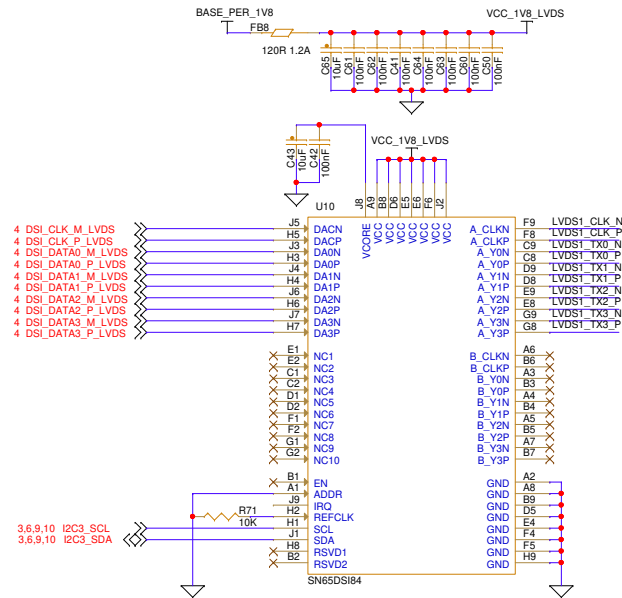 BASE_PER_1V8
VCC_1V8_LVDS
FB8
120R 1.2A
C65 10uF
C61 100nF
C62 100nF
C41 100nF
C64 100nF
C63 100nF
C60 100nF
C50 100nF
VCC_1V8_LVDS
C43 10uF
C42 100nF
J8 A9 B8 D6 E5 E6 F6 J2
U10
VCORE VCC VCC VCC VCC VCC VCC VCC
4 DSI_CLK_M_LVDS J5 DACN A_CLKN F9 LVDS1_CLK_N
4 DSI_CLK_P_LVDS H5 DACP A_CLKP F8 LVDS1_CLK_P
4 DSI_DATA0_M_LVDS J3 DA0N A_Y0N C9 LVDS1_TX0_N
4 DSI_DATA0_P_LVDS H3 DA0P A_Y0P C8 LVDS1_TX0_P
4 DSI_DATA1_M_LVDS J4 DA1N A_Y1N D9 LVDS1_TX1_N
4 DSI_DATA1_P_LVDS H4 DA1P A_Y1P D8 LVDS1_TX1_P
4 DSI_DATA2_M_LVDS J6 DA2N A_Y2N E9 LVDS1_TX2_N
4 DSI_DATA2_P_LVDS H6 DA2P A_Y2P E8 LVDS1_TX2_P
4 DSI_DATA3_M_LVDS J7 DA3N A_Y3N G9 LVDS1_TX3_N
4 DSI_DATA3_P_LVDS H7 DA3P A_Y3P G8 LVDS1_TX3_P
E1 NC1 B_CLKN A6
E2 NC2 B_CLKP B6
C1 NC3 B_Y0N A3
C2 NC4 B_Y0P B3
D1 NC5 B_Y1N A4
D2 NC6 B_Y1P B4
F1 NC7 B_Y2N A5
F2 NC8 B_Y2P B5
G1 NC9 B_Y3N A7
G2 NC10 B_Y3P B7
B1 EN GND A2
A1 ADDR GND A8
J9 IRQ GND B9
R71 10K H2 REFCLK GND D5
3,6,9,10 I2C3_SCL H1 SCL GND E4
3,6,9,10 I2C3_SDA J1 SDA GND F4
H8 RSVD1 GND F5
B2 RSVD2 GND H9
SN65DSI84